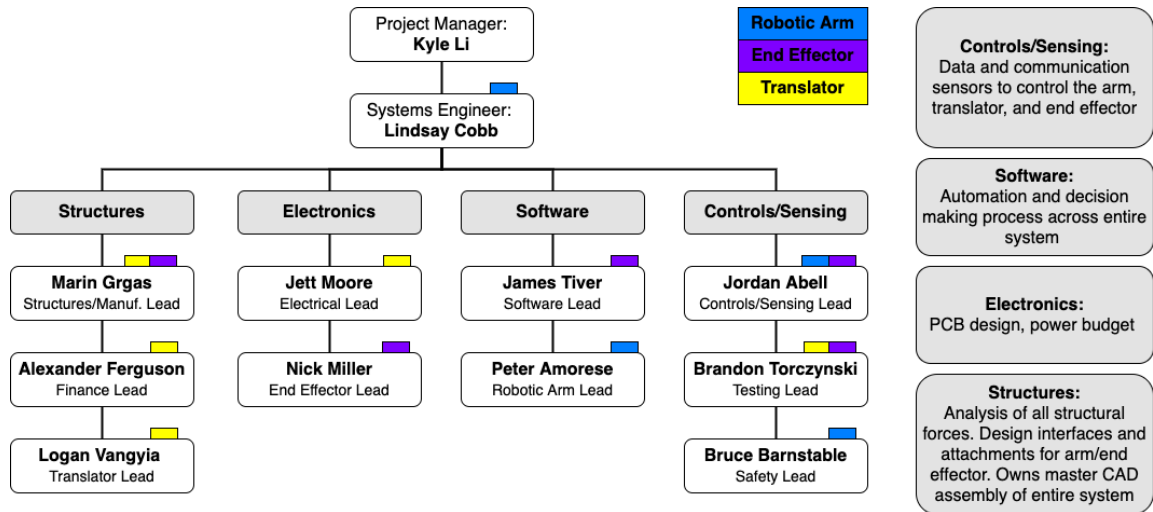 Project Manager:
Kyle Li
Systems Engineer:
Lindsay Cobb
Robotic Arm
End Effector
Translator
Structures
Marin Grgas
Structures/Manuf. Lead
Alexander Ferguson
Finance Lead
Logan Vangyia
Translator Lead
Electronics
Jett Moore
Electrical Lead
Nick Miller
End Effector Lead
Software
James Tiver
Software Lead
Peter Amorese
Robotic Arm Lead
Controls/Sensing
Jordan Abell
Controls/Sensing Lead
Brandon Torczynski
Testing Lead
Bruce Barnstable
Safety Lead
Controls/Sensing:
Data and communication
sensors to control the arm,
translator, and end effector
Software:
Automation and decision
making process across entire
system
Electronics:
PCB design, power budget
Structures:
Analysis of all structural
forces. Design interfaces and
attachments for arm/end
effector. Owns master CAD
assembly of entire system